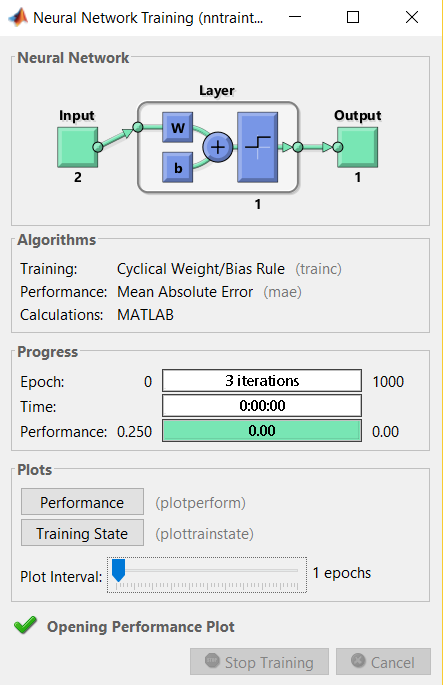 Neural Network Training (nntraint...
Neural Network
Layer
Input
Output
W
b
+
2
1
1
Algorithms
Training: Cyclical Weight/Bias Rule (trainc)
Performance: Mean Absolute Error (mae)
Calculations: MATLAB
Progress
Epoch: 0 3 iterations 1000
Time: 0:00:00
Performance: 0.250 0.00 0.00
Plots
Performance (plotperform)
Training State (plottrainstate)
Plot Interval: 1 epochs
Opening Performance Plot
Stop Training Cancel